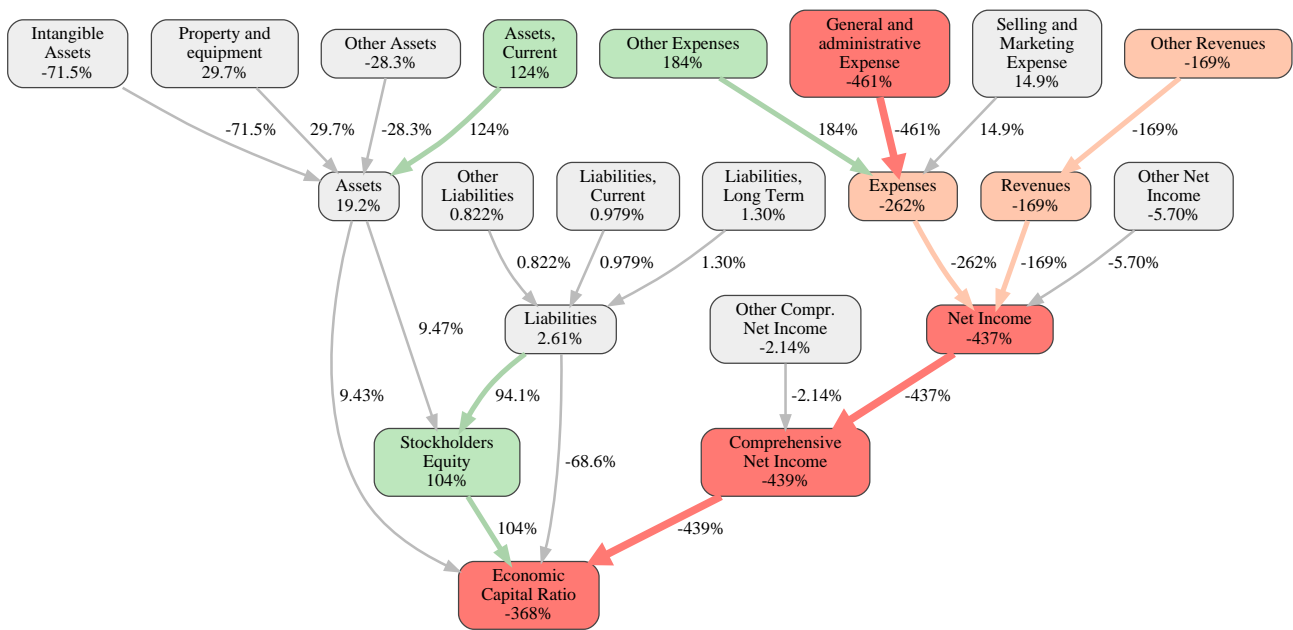 Intangible
Assets
-71.5%
Property and
equipment
29.7%
Other Assets
-28.3%
Assets,
Current
124%
Other Expenses
184%
General and
administrative
Expense
-461%
Selling and
Marketing
Expense
14.9%
Other Revenues
-169%
-71.5%
29.7%
-28.3%
124%
184%
-461%
14.9%
-169%
Assets
19.2%
Other
Liabilities
0.822%
Liabilities,
Current
0.979%
Liabilities,
Long Term
1.30%
Expenses
-262%
Revenues
-169%
Other Net
Income
-5.70%
0.822%
0.979%
1.30%
-262%
-169%
-5.70%
9.47%
Liabilities
2.61%
Other Compr.
Net Income
-2.14%
Net Income
-437%
9.43%
94.1%
-2.14%
-437%
Stockholders
Equity
104%
-68.6%
Comprehensive
Net Income
-439%
104%
-439%
Economic
Capital Ratio
-368%